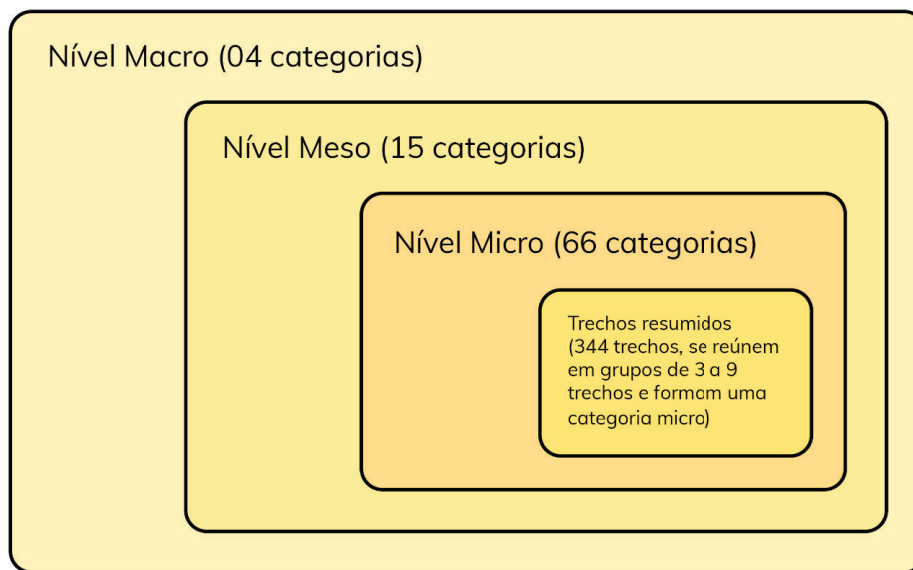 Nível Macro (04 categorias)
Nível Meso (15 categorias)
Nível Micro (66 categorias)
Trechos resumidos
(344 trechos, se reúnem
em grupos de 3 a 9
trechos e formam uma
categoria micro)